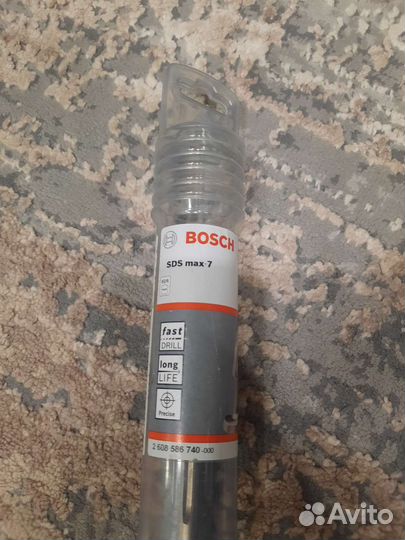 BOSCH
SDS max-7
fast
DRILL
long
LIFE
Precise
2 608 586 740-000
Avito